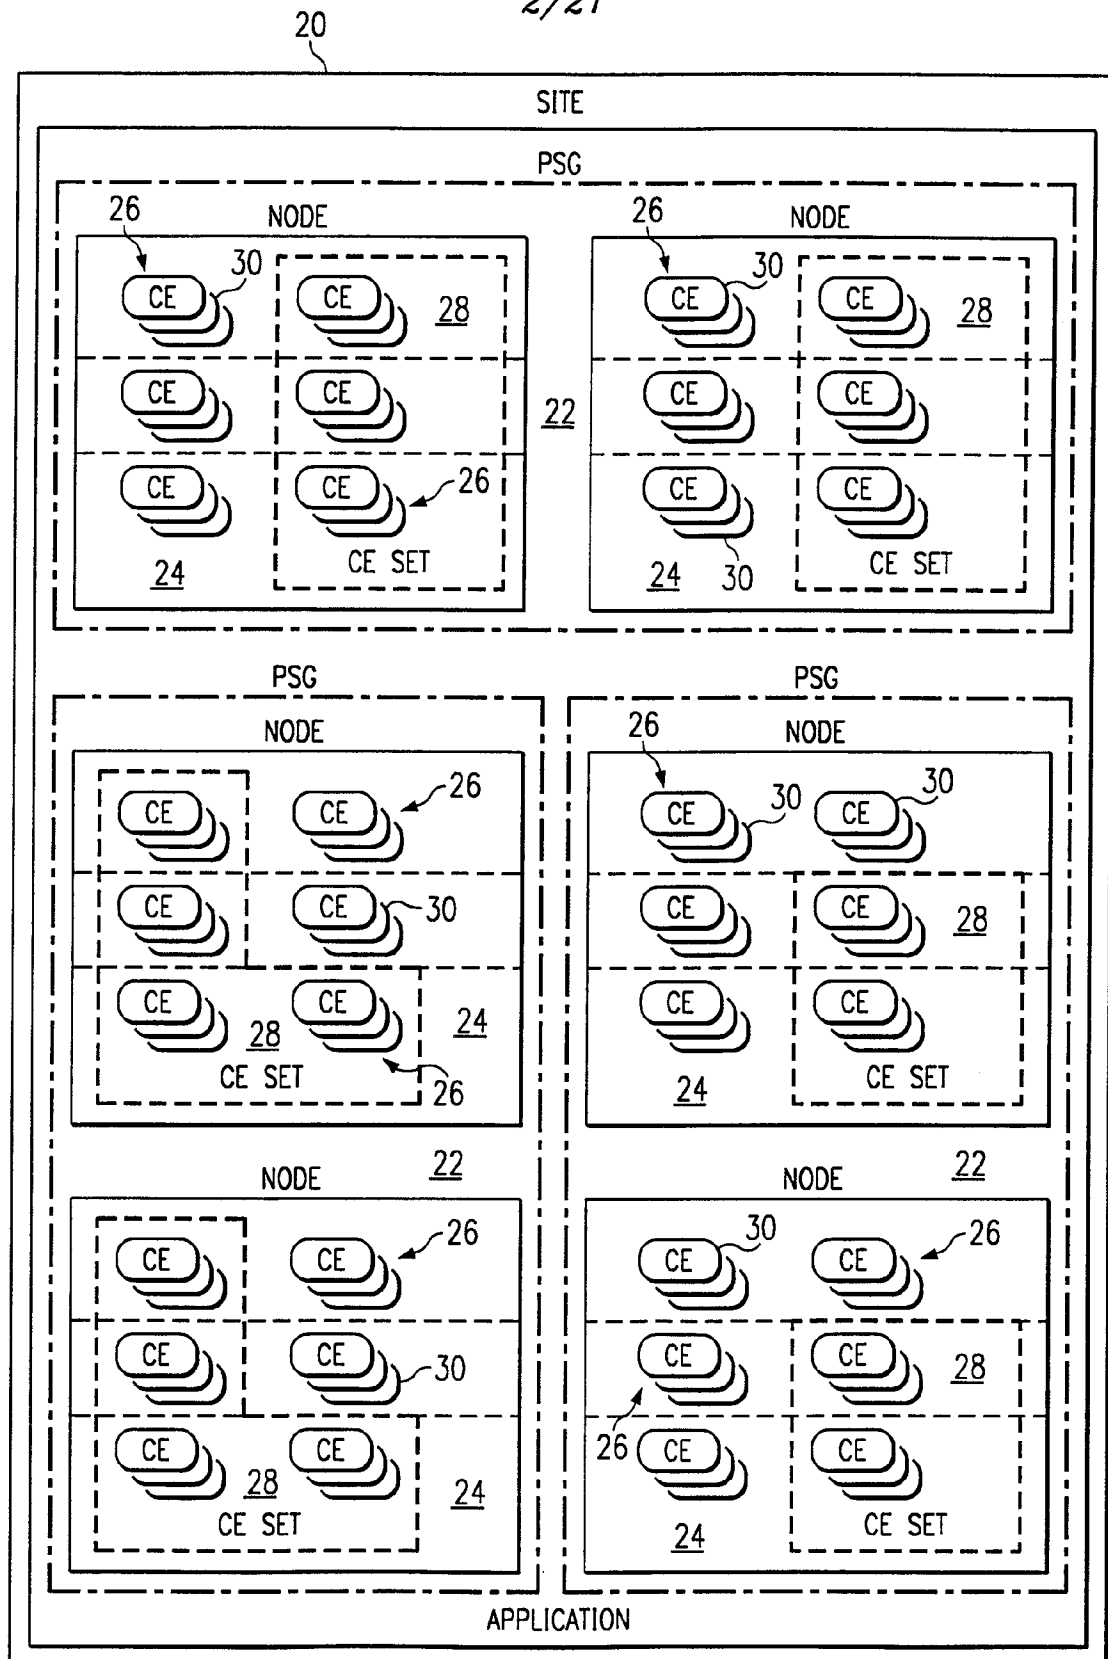 2/21
20
SITE
PSG
26 NODE 26 NODE
CE 30 CE 28 CE 30 CE 28
CE CE 22 CE CE
CE CE 26 CE CE
24 CE SET 24 30 CE SET
PSG PSG
NODE 26 NODE
CE CE 26 CE 30 CE 30
CE CE 30 CE CE 28
CE CE 24 CE CE
28
CE SET 26 24 CE SET
NODE 22 NODE 22
CE CE 26 CE 30 CE 26
CE CE 30 CE CE 28
CE CE 26 CE CE
28 24
CE SET 24 CE SET
APPLICATION